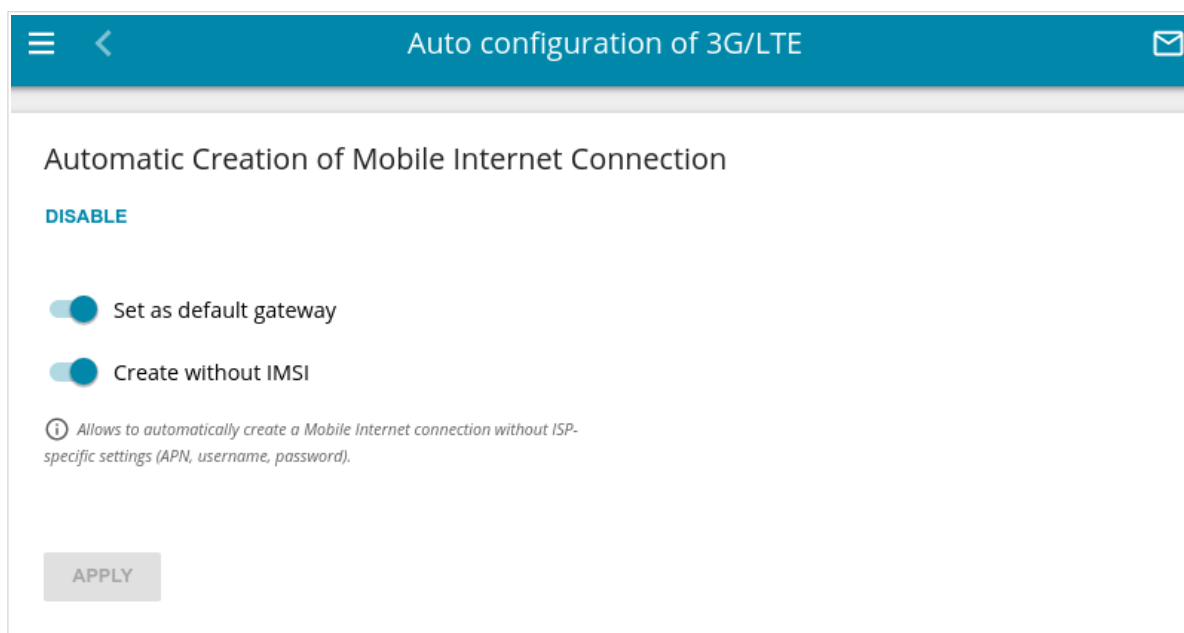 Auto configuration of 3G/LTE
Automatic Creation of Mobile Internet Connection
DISABLE
Set as default gateway
Create without IMSI
Allows to automatically create a Mobile Internet connection without ISP-
specific settings (APN, username, password).
APPLY